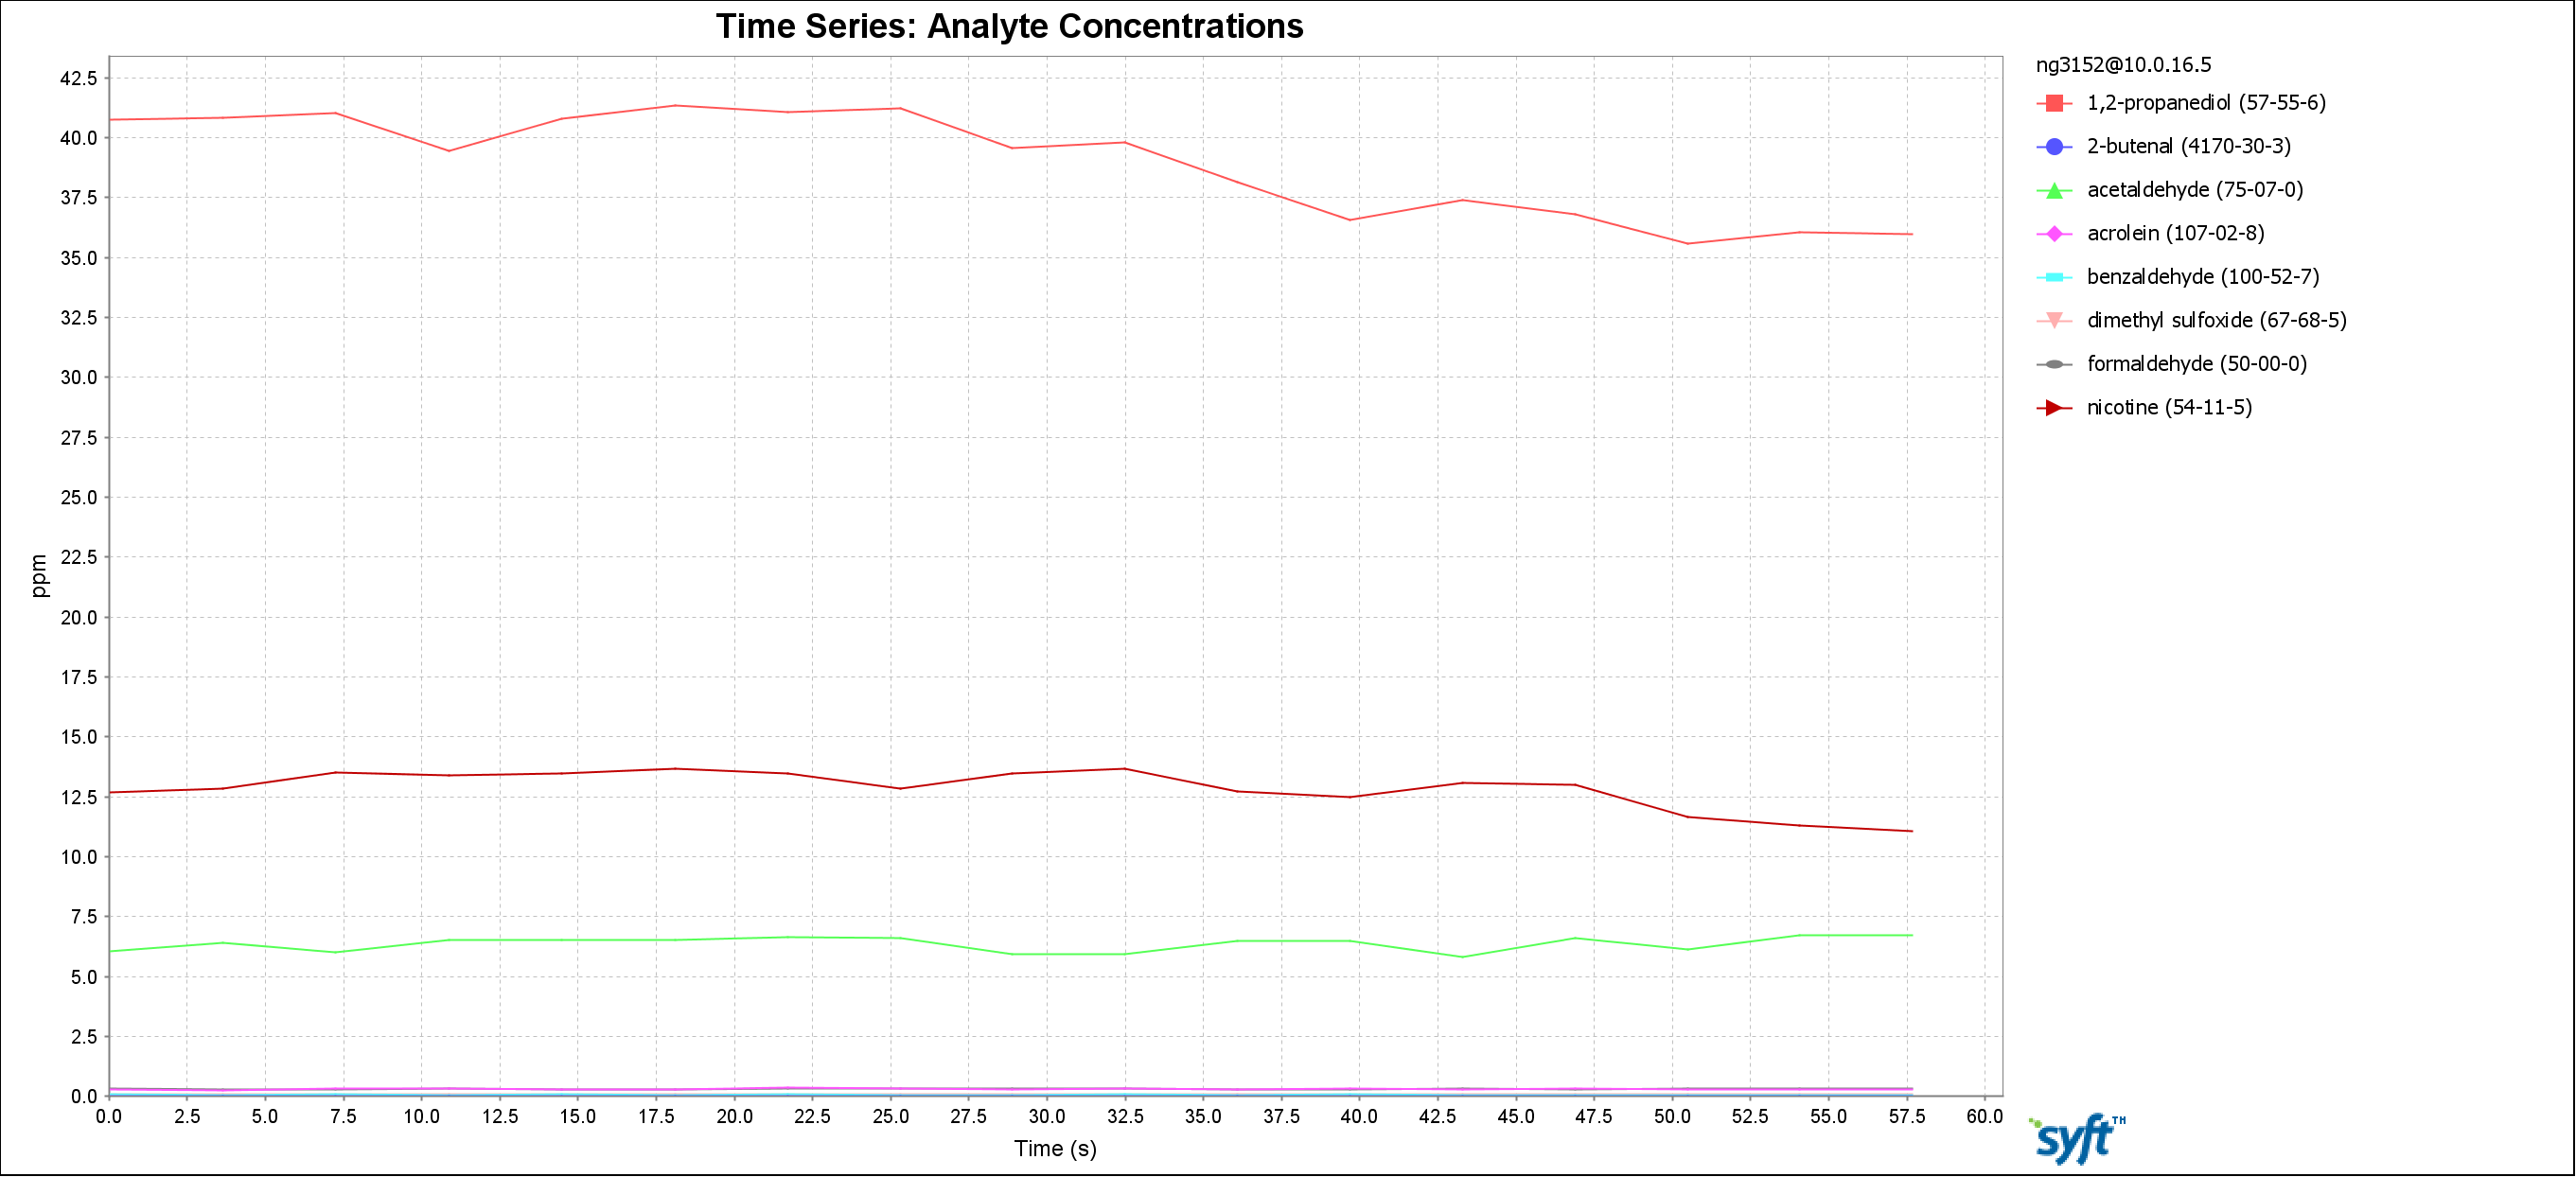 Time Series: Analyte Concentrations
ng3152@10.0.16.5
1,2-propanediol (57-55-6)
2-butenal (4170-30-3)
acetaldehyde (75-07-0)
acrolein (107-02-8)
benzaldehyde (100-52-7)
dimethyl sulfoxide (67-68-5)
formaldehyde (50-00-0)
nicotine (54-11-5)
42.5
40.0
37.5
35.0
32.5
30.0
27.5
25.0
22.5
20.0
17.5
15.0
12.5
10.0
7.5
5.0
2.5
0.0
ppm
0.0 2.5 5.0 7.5 10.0 12.5 15.0 17.5 20.0 22.5 25.0 27.5 30.0 32.5 35.0 37.5 40.0 42.5 45.0 47.5 50.0 52.5 55.0 57.5 60.0
Time (s)
syft™